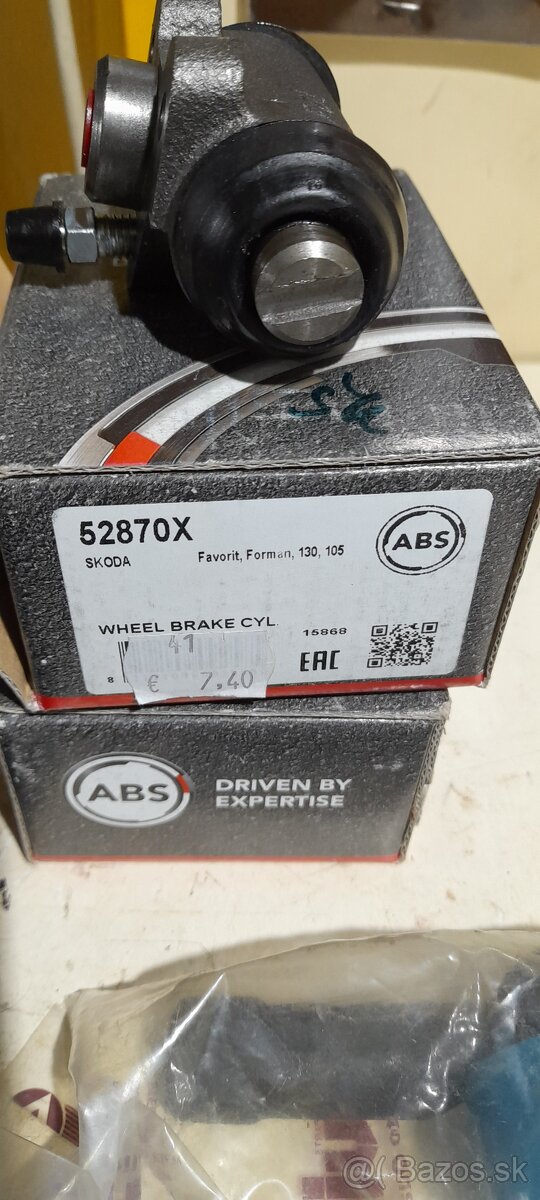 52870X
SKODA
Favorit, Forman, 130, 105
ABS
WHEEL BRAKE CYL.
15868
41
EAC
8
€ 7,40
ABS
DRIVEN BY
EXPERTISE
Bazos.sk